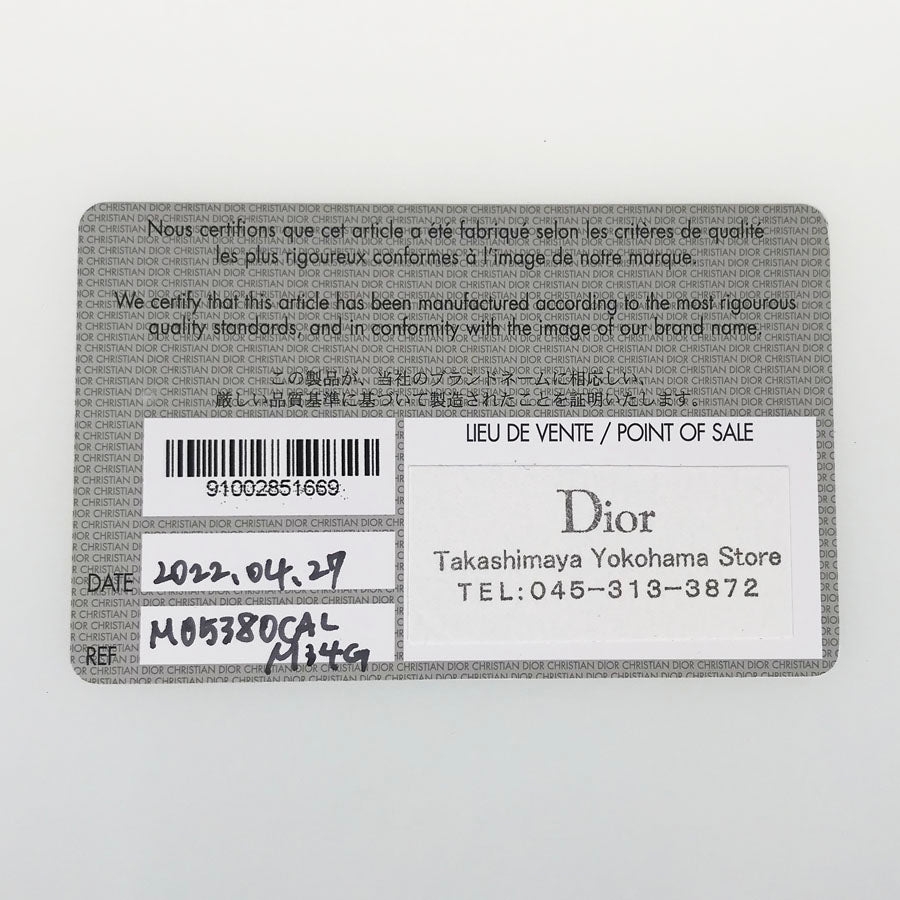 Nous certifions que cet article a été fabriqué selon les critères de qualité
les plus rigoureux conformes à l'image de notre marque.
We certify that this article has been manufactured according to the most rigourous
quality standards, and in conformity with the image of our brand name.
この製品が、当社のブランドネームに相応しい、
厳しい品質基準に基づいて製造されたことを証明いたします。
91002851669
DATE 2022.04.27
REF M05380CAL
M34G
LIEU DE VENTE / POINT OF SALE
Dior
Takashimaya Yokohama Store
TEL:045-313-3872